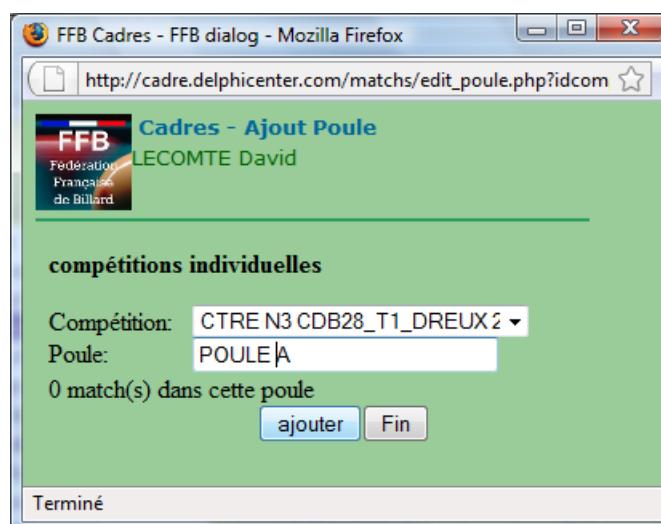 FFB Cadres - FFB dialog - Mozilla Firefox
http://cadre.delphicenter.com/matchs/edit_poule.php?idcom
FFB
Fédération
Française
de Billard
Cadres - Ajout Poule
LECOMTE David
compétitions individuelles
Compétition: CTRE N3 CDB28_T1_DREUX 2
Poule: POULE A
0 match(s) dans cette poule
ajouter Fin
Terminé